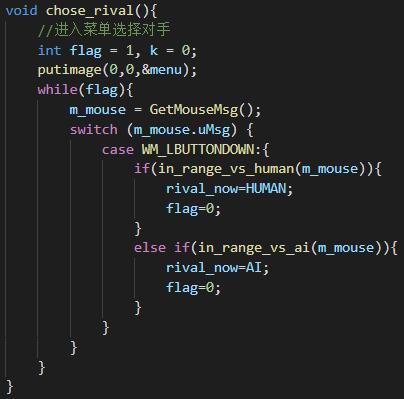 void chose_rival(){
    //进入菜单选择对手
    int flag = 1, k = 0;
    putimage(0,0,&menu);
    while(flag){
        m_mouse = GetMouseMsg();
        switch (m_mouse.uMsg) {
            case WM_LBUTTONDOWN:{
                if(in_range_vs_human(m_mouse)){
                    rival_now=HUMAN;
                    flag=0;
                }
                else if(in_range_vs_ai(m_mouse)){
                    rival_now=AI;
                    flag=0;
                }
            }
        }
    }
}